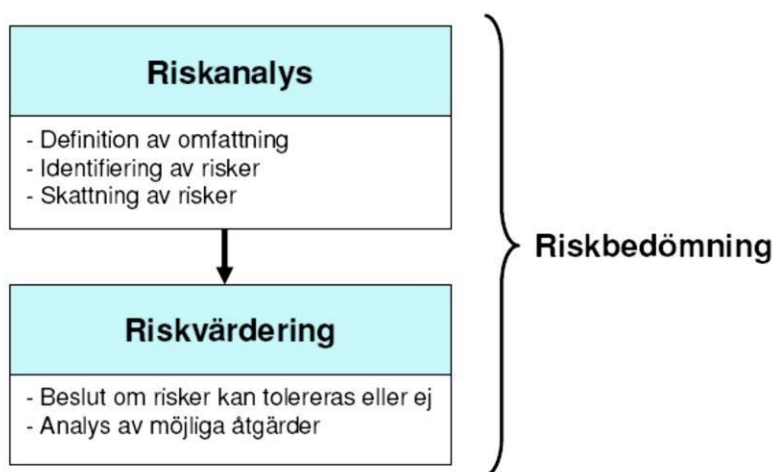 Riskanalys
- Definition av omfattning
- Identifiering av risker
- Skattning av risker
Riskbedömning
Riskvärdering
- Beslut om risker kan tolereras eller ej
- Analys av möjliga åtgärder